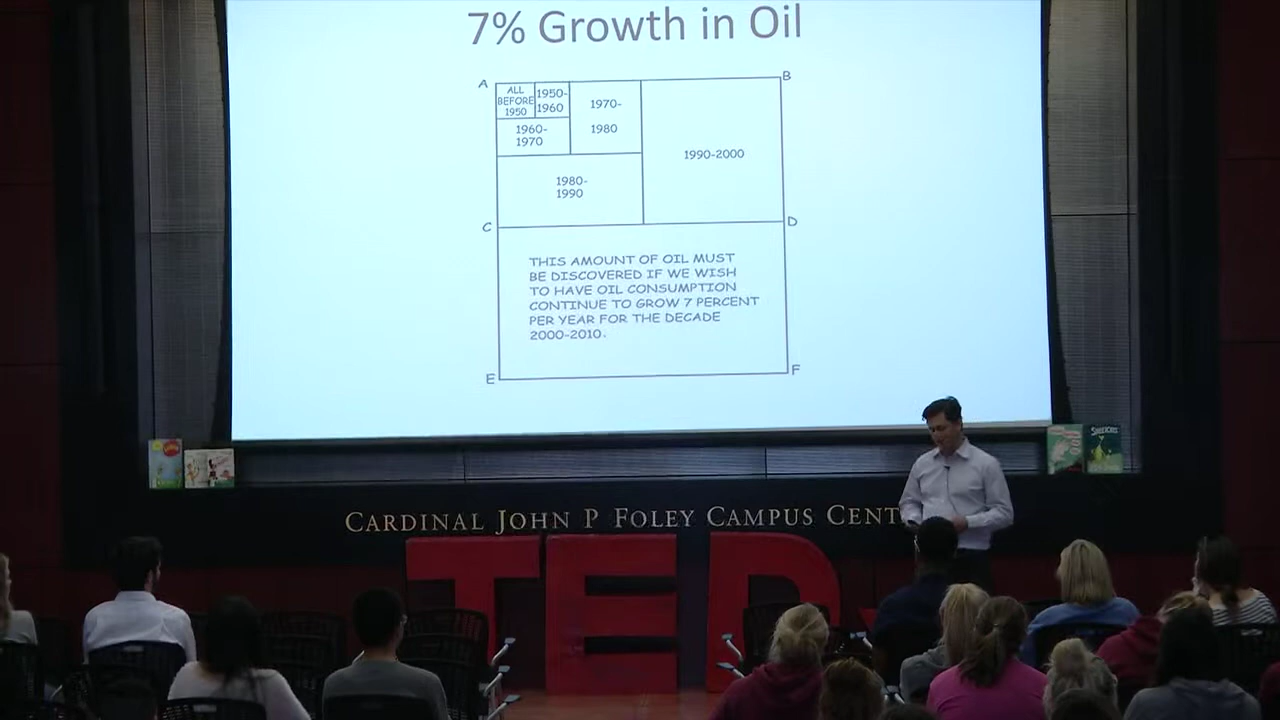 7% Growth in Oil
A
B
ALL
BEFORE
1950
1950-
1960
1970-
1980
1960-
1970
1990-2000
1980-
1990
C
D
THIS AMOUNT OF OIL MUST
BE DISCOVERED IF WE WISH
TO HAVE OIL CONSUMPTION
CONTINUE TO GROW 7 PERCENT
PER YEAR FOR THE DECADE
2000-2010.
E
F
CARDINAL JOHN P FOLEY CAMPUS CENT
TED